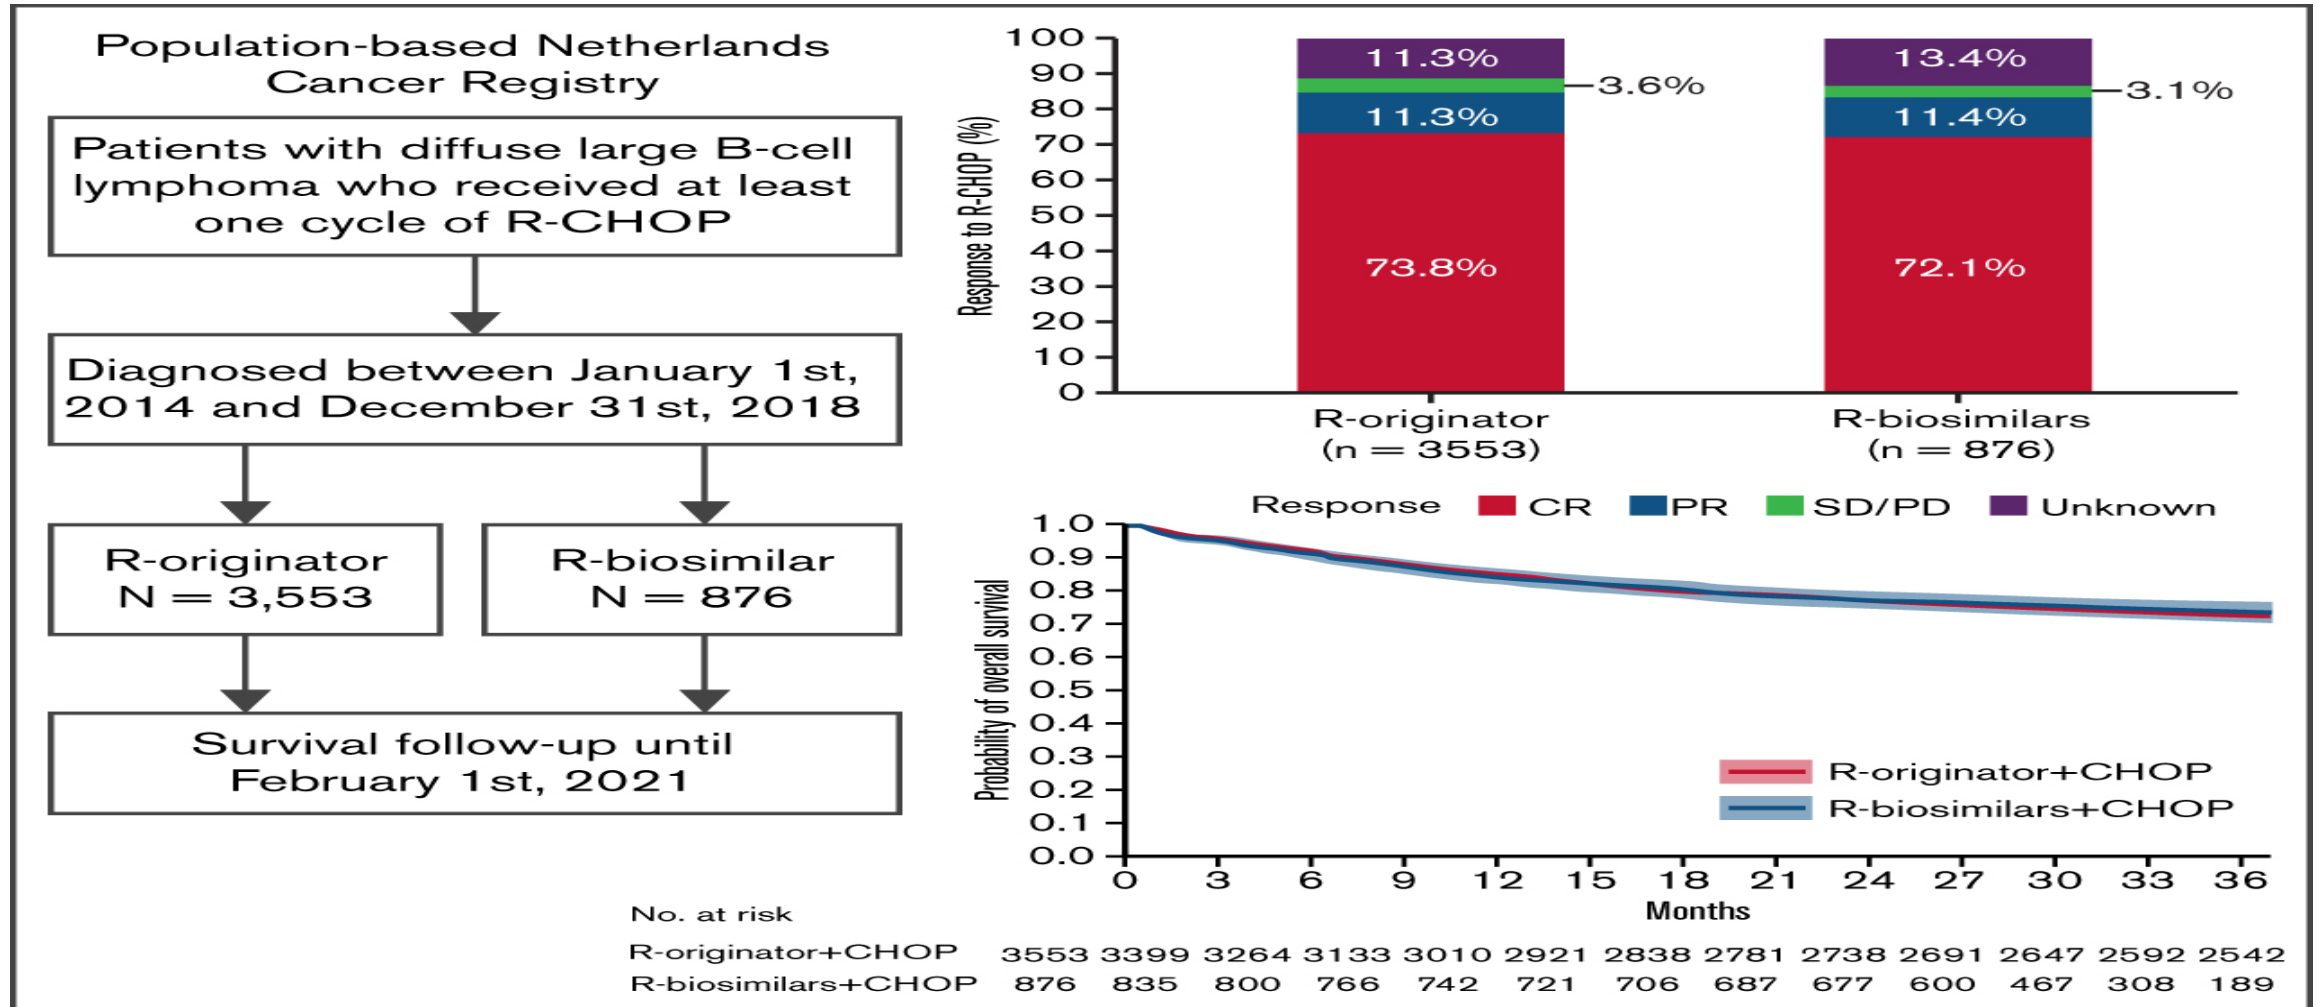 Population-based Netherlands
Cancer Registry
Patients with diffuse large B-cell
lymphoma who received at least
one cycle of R-CHOP
Diagnosed between January 1st,
2014 and December 31st, 2018
R-originator
N = 3,553
R-biosimilar
N = 876
Survival follow-up until
February 1st, 2021
Response to R-CHOP (%)
100
90
80
70
60
50
40
30
20
10
0
11.3%
3.6%
11.3%
73.8%
13.4%
3.1%
11.4%
72.1%
R-originator
(n = 3553)
R-biosimilars
(n = 876)
Response CR PR SD/PD Unknown
Probability of overall survival
1.0
0.9
0.8
0.7
0.6
0.5
0.4
0.3
0.2
0.1
0.0
R-originator+CHOP
R-biosimilars+CHOP
0 3 6 9 12 15 18 21 24 27 30 33 36
Months
No. at risk
R-originator+CHOP 3553 3399 3264 3133 3010 2921 2838 2781 2738 2691 2647 2592 2542
R-biosimilars+CHOP 876 835 800 766 742 721 706 687 677 600 467 308 189